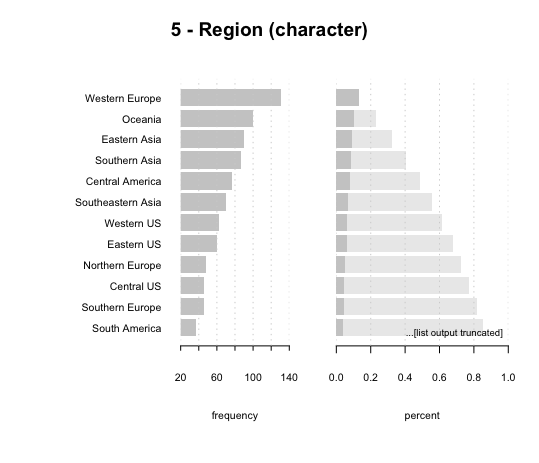 5 - Region (character)
Western Europe
Oceania
Eastern Asia
Southern Asia
Central America
Southeastern Asia
Western US
Eastern US
Northern Europe
Central US
Southern Europe
South America
...[list output truncated]
20 60 100 140
0.0 0.2 0.4 0.6 0.8 1.0
frequency
percent